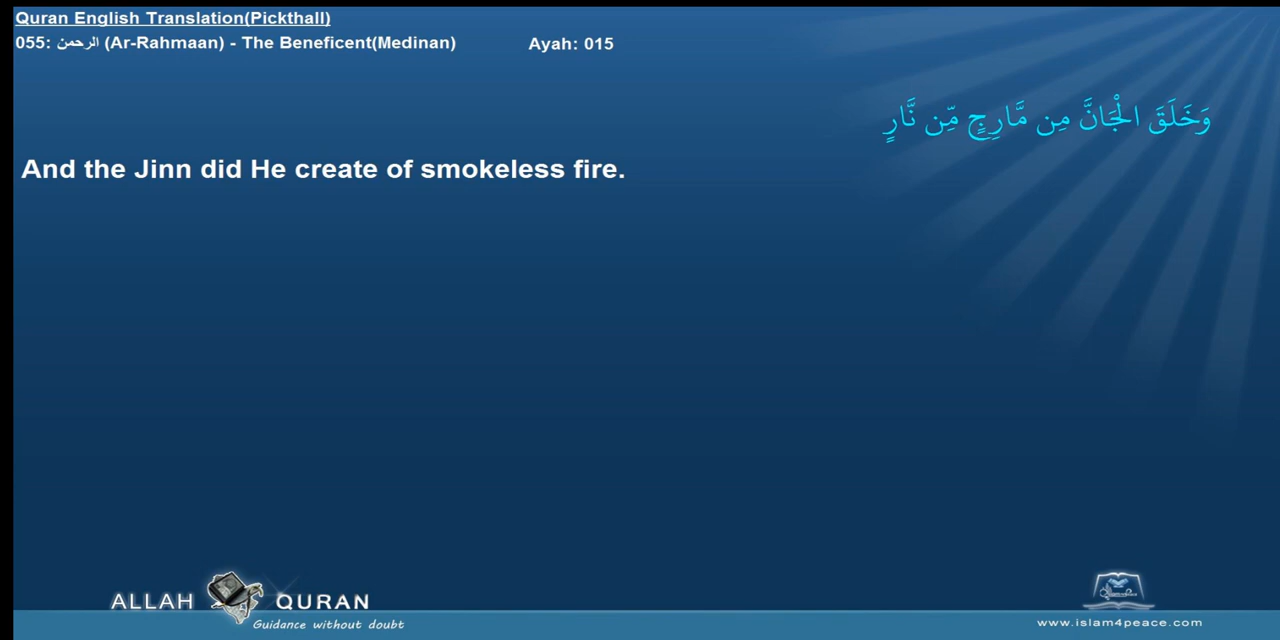 Quran English Translation(Pickthall)
055: الرحمن (Ar-Rahmaan) - The Beneficent(Medinan) Ayah: 015
وَخَلَقَ الْجَانَّ مِن مَّارِجٍ مِّن نَّارٍ
And the Jinn did He create of smokeless fire.
ALLAH QURAN
Guidance without doubt
www.islam4peace.com